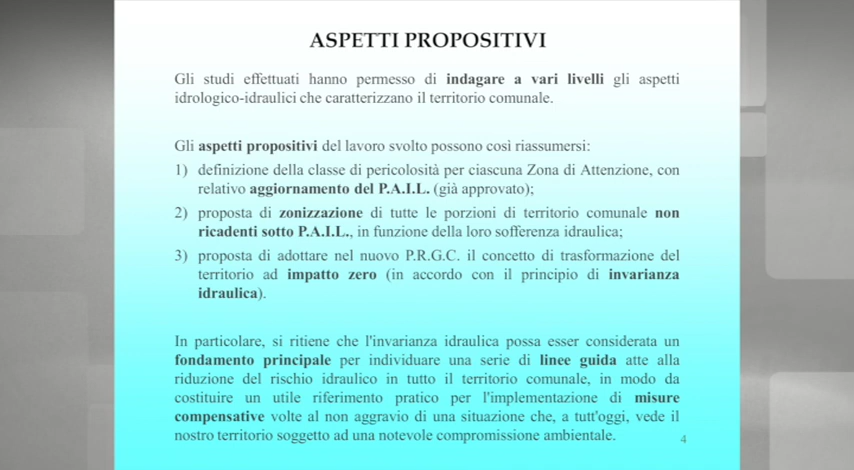 ASPETTI PROPOSITIVI
Gli studi effettuati hanno permesso di indagare a vari livelli gli aspetti
idrologico-idraulici che caratterizzano il territorio comunale.
Gli aspetti propositivi del lavoro svolto possono così riassumersi:
1) definizione della classe di pericolosità per ciascuna Zona di Attenzione, con
relativo aggiornamento del P.A.I.L. (già approvato);
2) proposta di zonizzazione di tutte le porzioni di territorio comunale non
ricadenti sotto P.A.I.L., in funzione della loro sofferenza idraulica;
3) proposta di adottare nel nuovo P.R.G.C. il concetto di trasformazione del
territorio ad impatto zero (in accordo con il principio di invarianza
idraulica).
In particolare, si ritiene che l'invarianza idraulica possa esser considerata un
fondamento principale per individuare una serie di linee guida atte alla
riduzione del rischio idraulico in tutto il territorio comunale, in modo da
costituire un utile riferimento pratico per l'implementazione di misure
compensative volte al non aggravio di una situazione che, a tutt'oggi, vede il
nostro territorio soggetto ad una notevole compromissione ambientale.
4